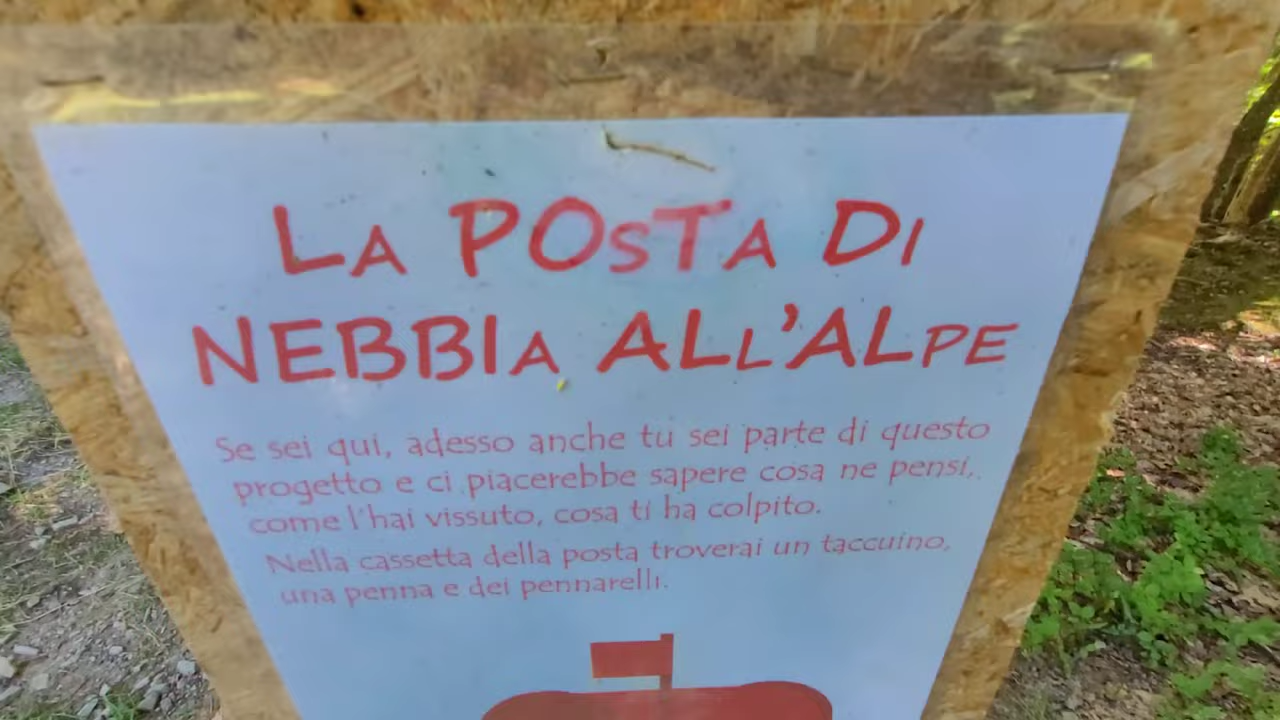 LA POSTA DI
NEBBIA ALL'ALPE
Se sei qui, adesso anche tu sei parte di questo
progetto e ci piacerebbe sapere cosa ne pensi,
come l'hai vissuto, cosa ti ha colpito.
Nella cassetta della posta troverai un taccuino,
una penna e dei pennarelli.